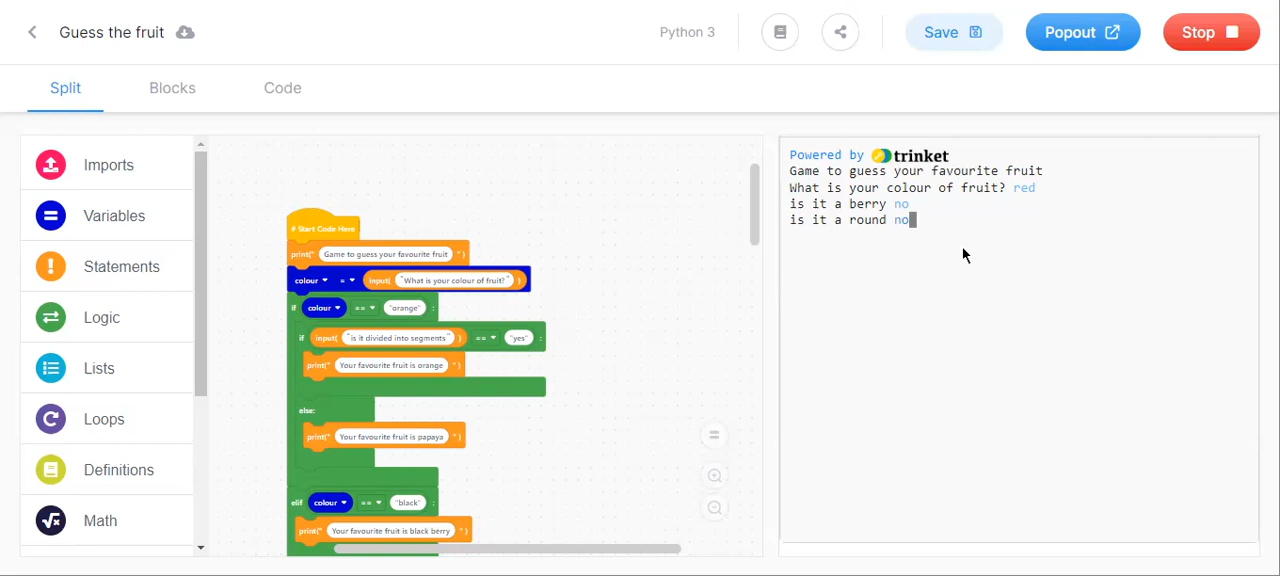 Guess the fruit
Python 3
Save
Popout
Stop
Split
Blocks
Code
Imports
Variables
Statements
Logic
Lists
Loops
Definitions
Math
# Start Code Here
print(" Game to guess your favourite fruit ")
colour = input( "What is your colour of fruit?" )
if colour == "orange" :
if input( "is it divided into segments" ) == "yes" :
print(" Your favourite fruit is orange ")
else:
print(" Your favourite fruit is papaya ")
elif colour == "black" :
print(" Your favourite fruit is black berry ")
Powered by trinket
Game to guess your favourite fruit
What is your colour of fruit? red
is it a berry no
is it a round no